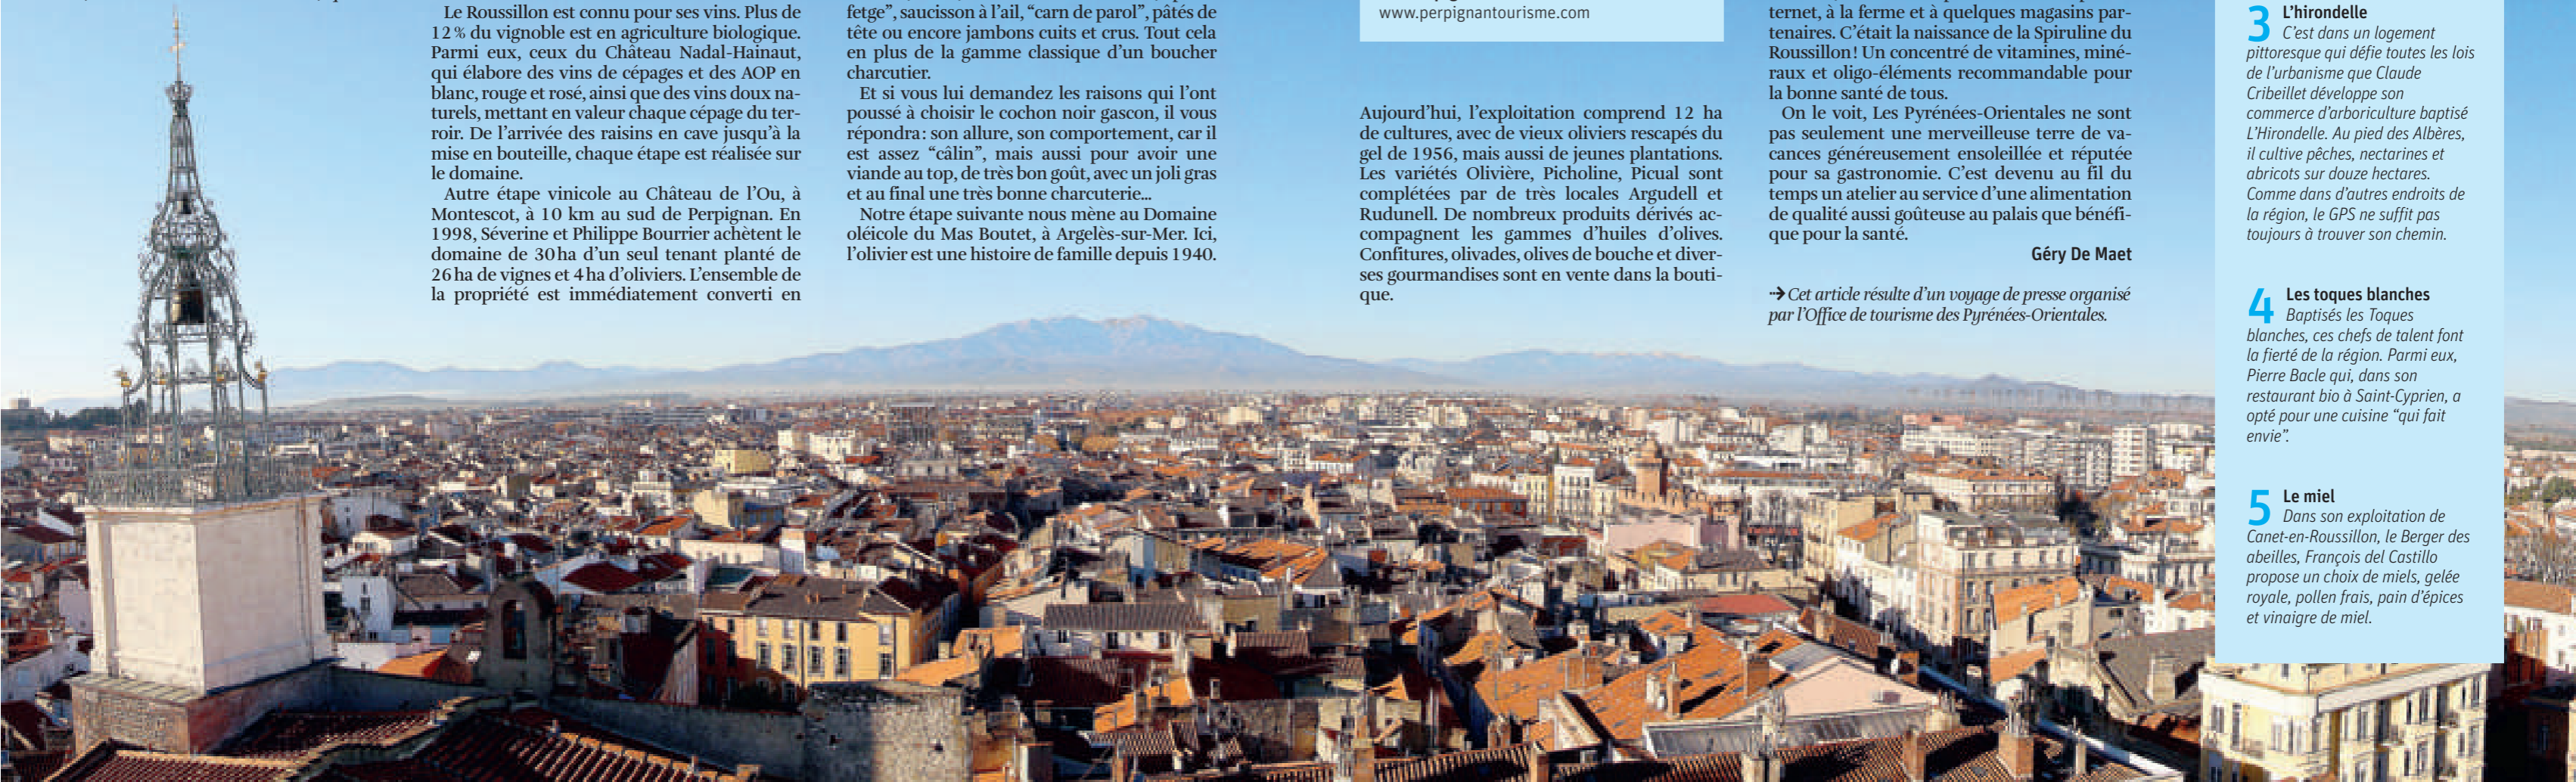 Le Roussillon est connu pour ses vins. Plus de
12 % du vignoble est en agriculture biologique.
Parmi eux, ceux du Château Nadal-Hainaut,
qui élabore des vins de cépages et des AOP en
blanc, rouge et rosé, ainsi que des vins doux na-
turels, mettant en valeur chaque cépage du ter-
roir. De l'arrivée des raisins en cave jusqu'à la
mise en bouteille, chaque étape est réalisée sur
le domaine.
Autre étape vinicole au Château de l'Ou, à
Montescot, à 10 km au sud de Perpignan. En
1998, Séverine et Philippe Bourrier achètent le
domaine de 30 ha d'un seul tenant planté de
26 ha de vignes et 4 ha d'oliviers. L'ensemble de
la propriété est immédiatement converti en
fetge”, saucisson à l'ail, “carn de parol”, pâtés de
tête ou encore jambons cuits et crus. Tout cela
en plus de la gamme classique d'un boucher
charcutier.
Et si vous lui demandez les raisons qui l'ont
poussé à choisir le cochon noir gascon, il vous
répondra : son allure, son comportement, car il
est assez “câlin”, mais aussi pour avoir une
viande au top, de très bon goût, avec un joli gras
et au final une très bonne charcuterie...
Notre étape suivante nous mène au Domaine
oléicole du Mas Boutet, à Argelès-sur-Mer. Ici,
l'olivier est une histoire de famille depuis 1940.
www.perpignantourisme.com
Aujourd'hui, l'exploitation comprend 12 ha
de cultures, avec de vieux oliviers rescapés du
gel de 1956, mais aussi de jeunes plantations.
Les variétés Olivière, Picholine, Picual sont
complétées par de très locales Argudell et
Rudunell. De nombreux produits dérivés ac-
compagnent les gammes d'huiles d'olives.
Confitures, olivades, olives de bouche et diver-
ses gourmandises sont en vente dans la bouti-
que.
ternet, à la ferme et à quelques magasins par-
tenaires. C'était la naissance de la Spiruline du
Roussillon ! Un concentré de vitamines, miné-
raux et oligo-éléments recommandable pour
la bonne santé de tous.
On le voit, Les Pyrénées-Orientales ne sont
pas seulement une merveilleuse terre de va-
cances généreusement ensoleillée et réputée
pour sa gastronomie. C'est devenu au fil du
temps un atelier au service d'une alimentation
de qualité aussi goûteuse au palais que bénéfi-
que pour la santé.
Géry De Maet
Cet article résulte d'un voyage de presse organisé
par l'Office de tourisme des Pyrénées-Orientales.
3 L'hirondelle
C'est dans un logement
pittoresque qui défie toutes les lois
de l'urbanisme que Claude
Cribeillet développe son
commerce d'arboriculture baptisé
L'Hirondelle. Au pied des Albères,
il cultive pêches, nectarines et
abricots sur douze hectares.
Comme dans d'autres endroits de
la région, le GPS ne suffit pas
toujours à trouver son chemin.
4 Les toques blanches
Baptisés les Toques
blanches, ces chefs de talent font
la fierté de la région. Parmi eux,
Pierre Bacle qui, dans son
restaurant bio à Saint-Cyprien, a
opté pour une cuisine “qui fait
envie”.
5 Le miel
Dans son exploitation de
Canet-en-Roussillon, le Berger des
abeilles, François del Castillo
propose un choix de miels, gelée
royale, pollen frais, pain d'épices
et vinaigre de miel.